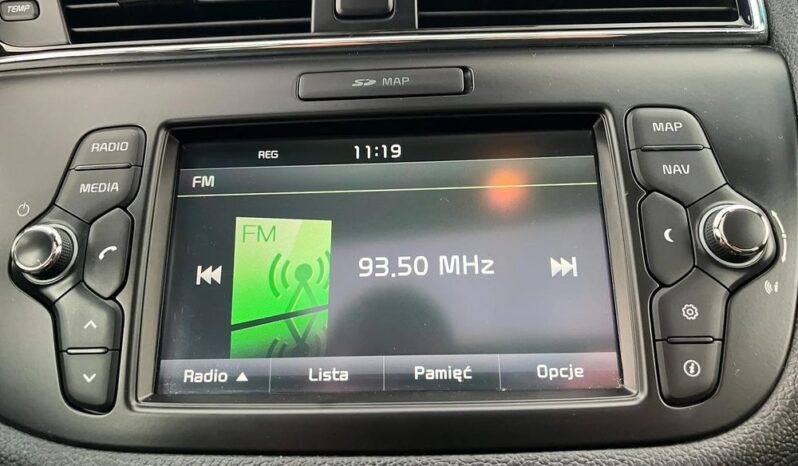 TEMP
SD MAP
RADIO
MEDIA
MAP
NAV
REG 11:19
FM
FM
93.50 MHz
Radio ▲ Lista Pamięć Opcje